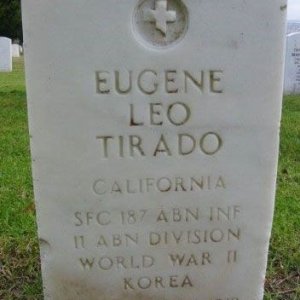 EUGENE
LEO
TIRADO
CALIFORNIA
SFC 187 ABN INF
11 ABN DIVISION
WORLD WAR II
KOREA